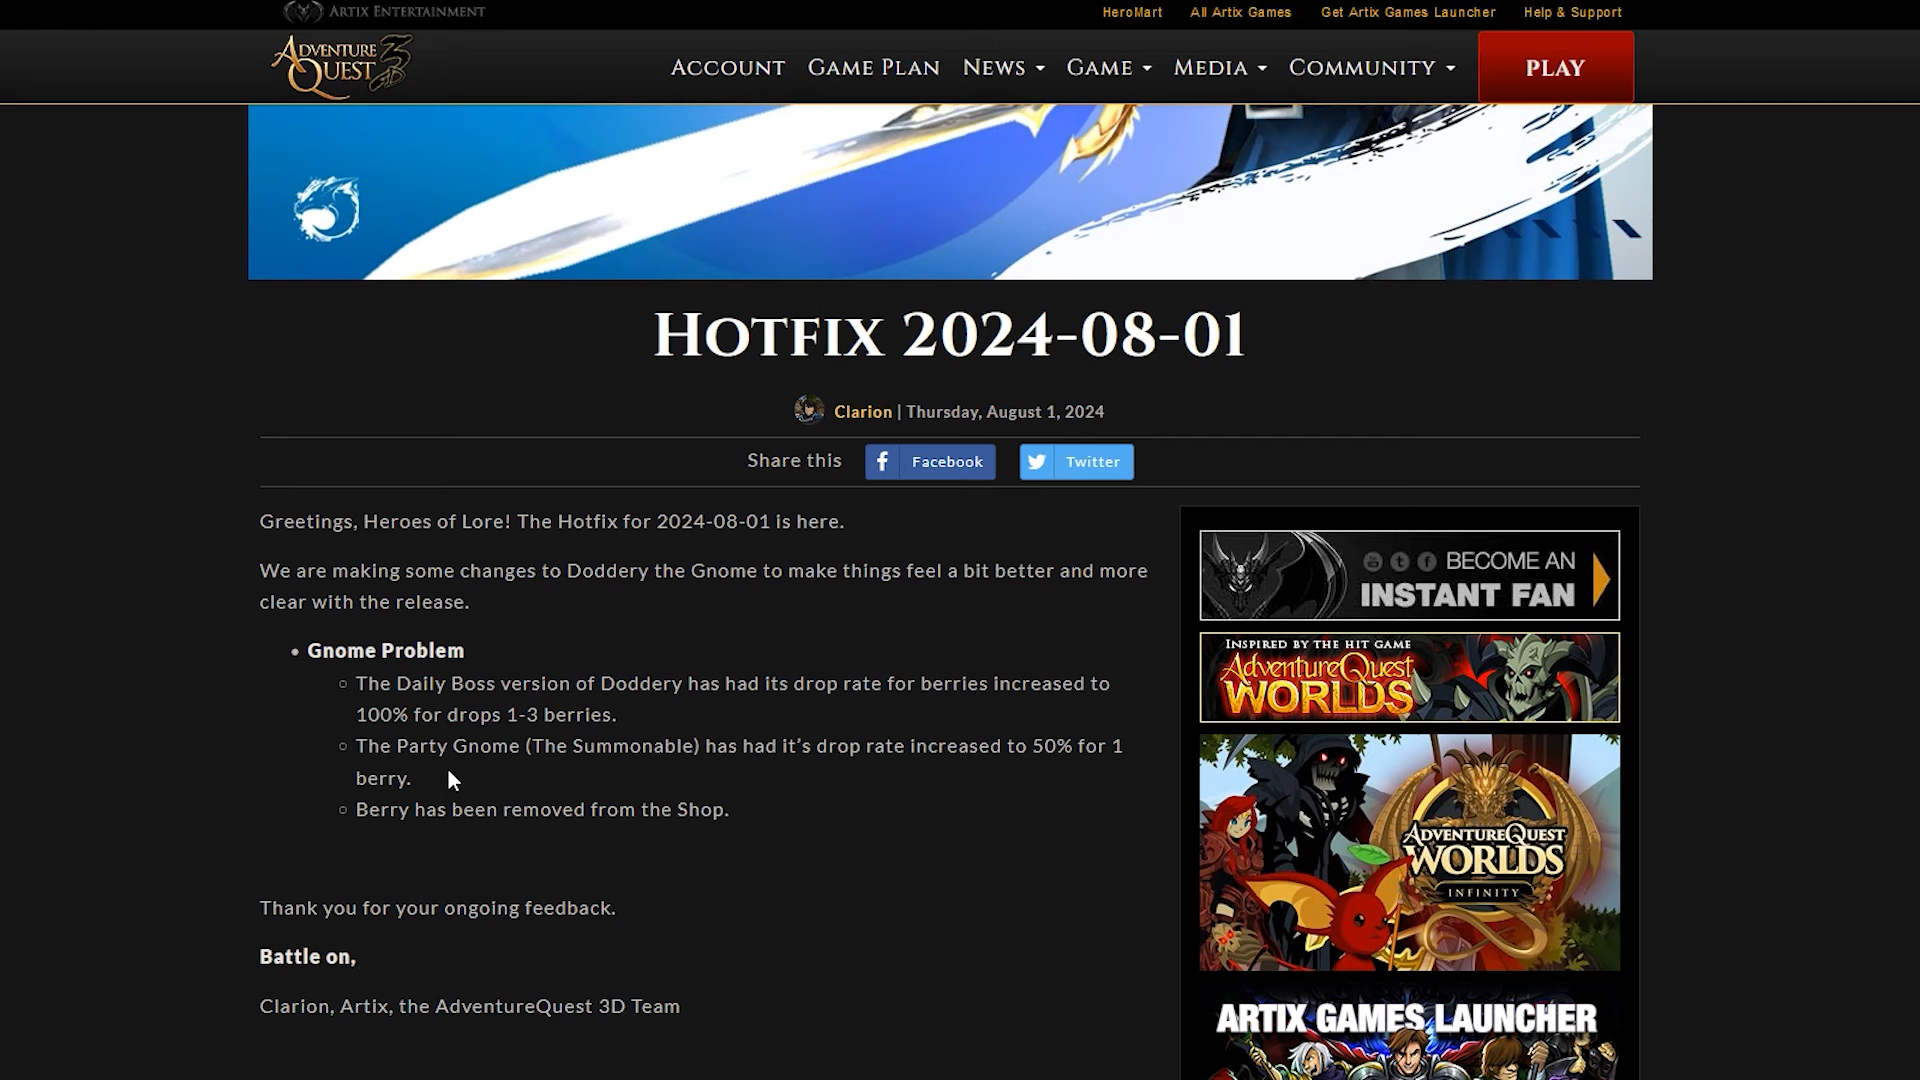 ARTIX ENTERTAINMENT
HeroMart
All Artix Games
Get Artix Games Launcher
Help & Support
ADVENTURE QUEST 3D
ACCOUNT
GAME PLAN
NEWS
GAME
MEDIA
COMMUNITY
PLAY
HOTFIX 2024-08-01
Clarion | Thursday, August 1, 2024
Share this
Facebook
Twitter
Greetings, Heroes of Lore! The Hotfix for 2024-08-01 is here.
We are making some changes to Doddery the Gnome to make things feel a bit better and more
clear with the release.
Gnome Problem
The Daily Boss version of Doddery has had its drop rate for berries increased to
100% for drops 1-3 berries.
The Party Gnome (The Summonable) has had it’s drop rate increased to 50% for 1
berry.
Berry has been removed from the Shop.
Thank you for your ongoing feedback.
Battle on,
Clarion, Artix, the AdventureQuest 3D Team
BECOME AN
INSTANT FAN
INSPIRED BY THE HIT GAME
AdventureQuest
WORLDS
ADVENTUREQUEST
WORLDS
INFINITY
ARTIX GAMES LAUNCHER